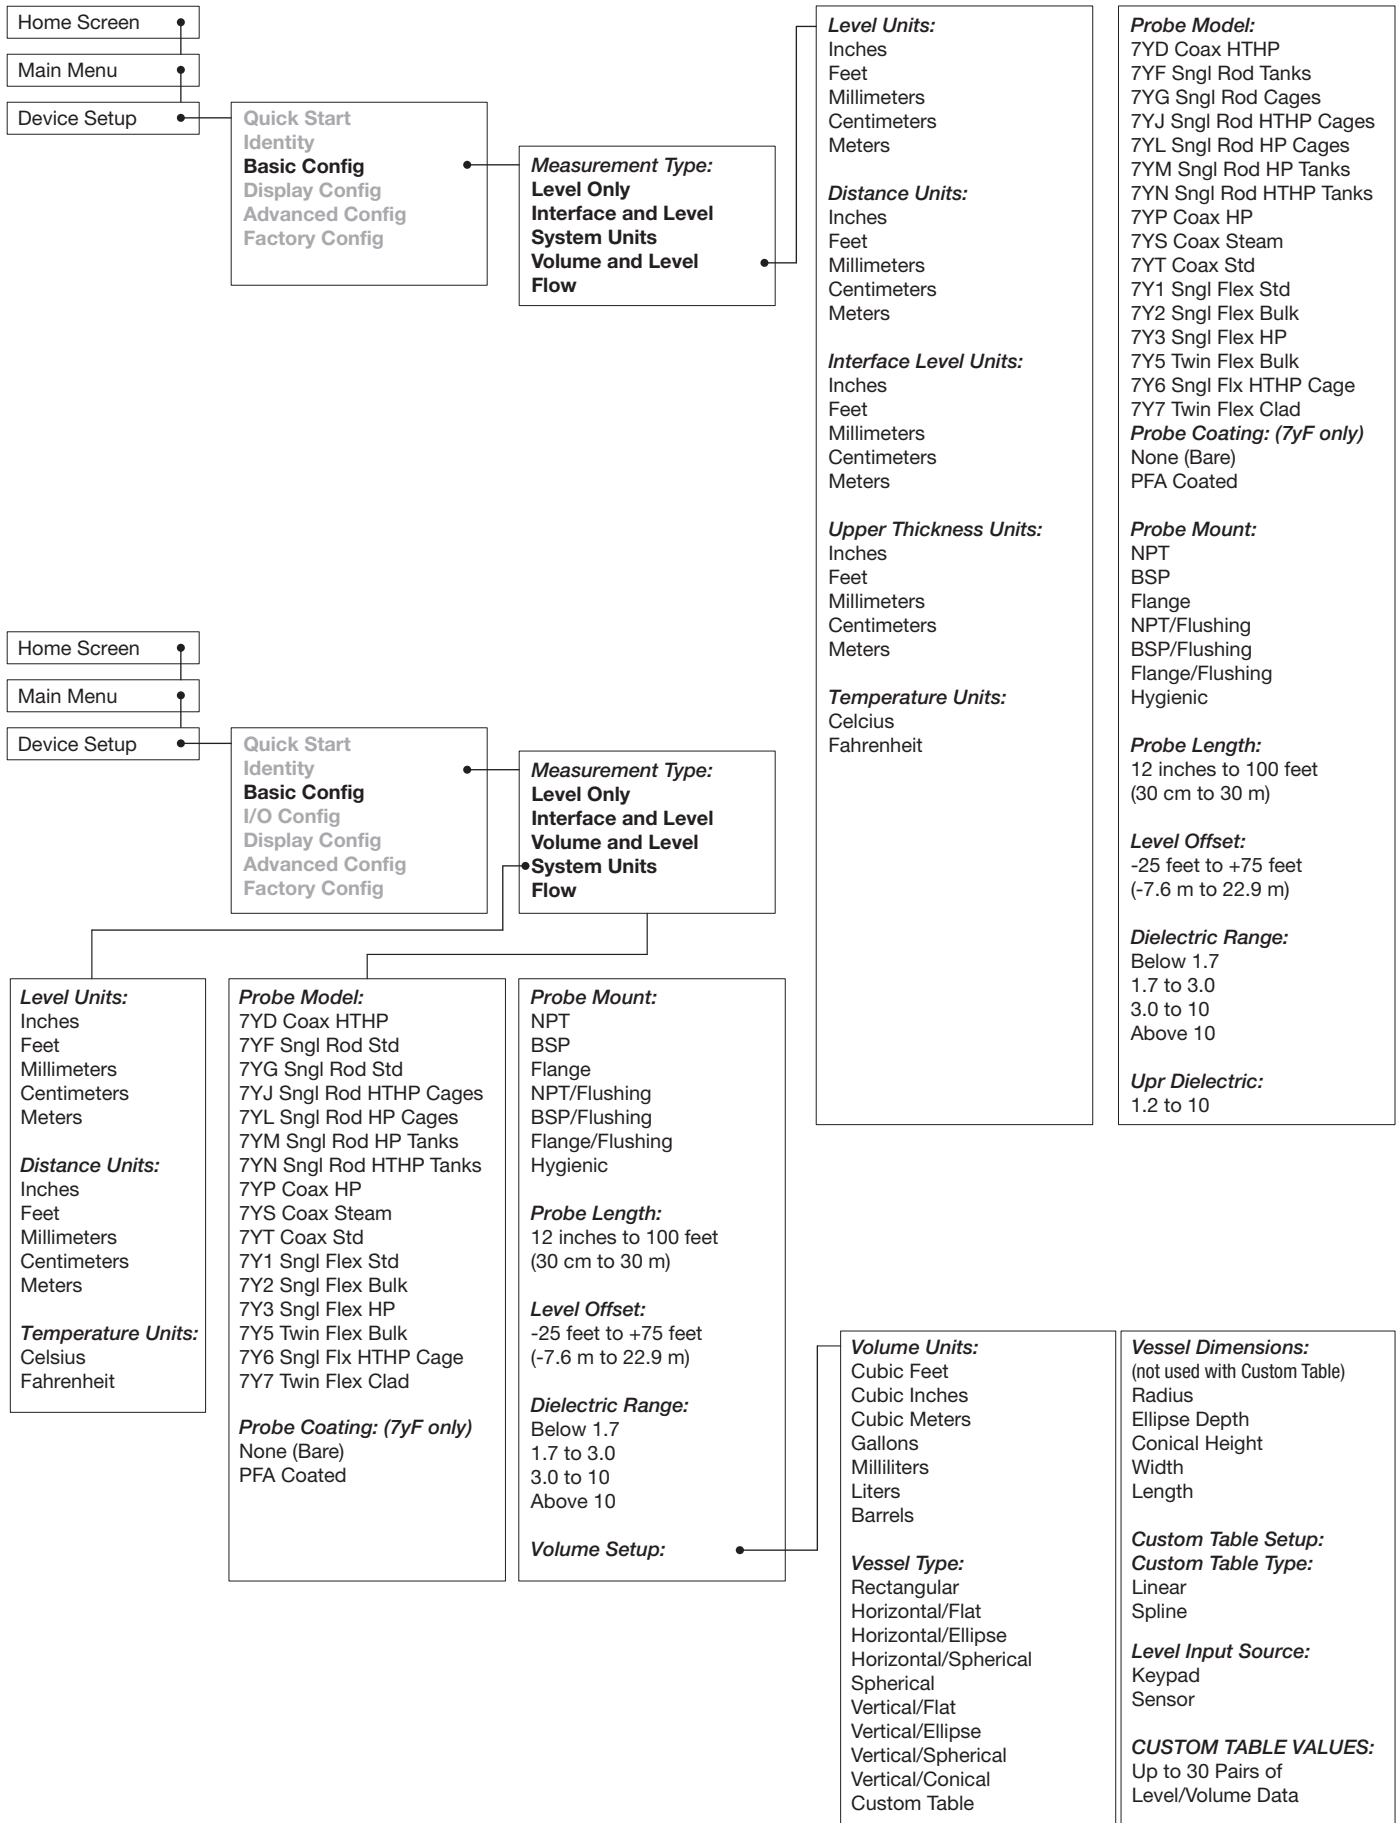 Home Screen
Main Menu
Device Setup
Quick Start
Identity
Basic Config
Display Config
Advanced Config
Factory Config
Measurement Type:
Level Only
Interface and Level
System Units
Volume and Level
Flow
Level Units:
Inches
Feet
Millimeters
Centimeters
Meters
Distance Units:
Inches
Feet
Millimeters
Centimeters
Meters
Interface Level Units:
Inches
Feet
Millimeters
Centimeters
Meters
Upper Thickness Units:
Inches
Feet
Millimeters
Centimeters
Meters
Temperature Units:
Celcius
Fahrenheit
Probe Model:
7YD Coax HTHP
7YF Sngl Rod Tanks
7YG Sngl Rod Cages
7YJ Sngl Rod HTHP Cages
7YL Sngl Rod HP Cages
7YM Sngl Rod HP Tanks
7YN Sngl Rod HTHP Tanks
7YP Coax HP
7YS Coax Steam
7YT Coax Std
7Y1 Sngl Flex Std
7Y2 Sngl Flex Bulk
7Y3 Sngl Flex HP
7Y5 Twin Flex Bulk
7Y6 Sngl Flx HTHP Cage
7Y7 Twin Flex Clad
Probe Coating: (7yF only)
None (Bare)
PFA Coated
Probe Mount:
NPT
BSP
Flange
NPT/Flushing
BSP/Flushing
Flange/Flushing
Hygienic
Probe Length:
12 inches to 100 feet
(30 cm to 30 m)
Level Offset:
-25 feet to +75 feet
(-7.6 m to 22.9 m)
Dielectric Range:
Below 1.7
1.7 to 3.0
3.0 to 10
Above 10
Upr Dielectric:
1.2 to 10
Home Screen
Main Menu
Device Setup
Quick Start
Identity
Basic Config
I/O Config
Display Config
Advanced Config
Factory Config
Measurement Type:
Level Only
Interface and Level
Volume and Level
System Units
Flow
Level Units:
Inches
Feet
Millimeters
Centimeters
Meters
Distance Units:
Inches
Feet
Millimeters
Centimeters
Meters
Temperature Units:
Celsius
Fahrenheit
Probe Model:
7YD Coax HTHP
7YF Sngl Rod Std
7YG Sngl Rod Std
7YJ Sngl Rod HTHP Cages
7YL Sngl Rod HP Cages
7YM Sngl Rod HP Tanks
7YN Sngl Rod HTHP Tanks
7YP Coax HP
7YS Coax Steam
7YT Coax Std
7Y1 Sngl Flex Std
7Y2 Sngl Flex Bulk
7Y3 Sngl Flex HP
7Y5 Twin Flex Bulk
7Y6 Sngl Flx HTHP Cage
7Y7 Twin Flex Clad
Probe Coating: (7yF only)
None (Bare)
PFA Coated
Probe Mount:
NPT
BSP
Flange
NPT/Flushing
BSP/Flushing
Flange/Flushing
Hygienic
Probe Length:
12 inches to 100 feet
(30 cm to 30 m)
Level Offset:
-25 feet to +75 feet
(-7.6 m to 22.9 m)
Dielectric Range:
Below 1.7
1.7 to 3.0
3.0 to 10
Above 10
Volume Setup:
Volume Units:
Cubic Feet
Cubic Inches
Cubic Meters
Gallons
Milliliters
Liters
Barrels
Vessel Type:
Rectangular
Horizontal/Flat
Horizontal/Ellipse
Horizontal/Spherical
Spherical
Vertical/Flat
Vertical/Ellipse
Vertical/Spherical
Vertical/Conical
Custom Table
Vessel Dimensions:
(not used with Custom Table)
Radius
Ellipse Depth
Conical Height
Width
Length
Custom Table Setup:
Custom Table Type:
Linear
Spline
Level Input Source:
Keypad
Sensor
CUSTOM TABLE VALUES:
Up to 30 Pairs of
Level/Volume Data